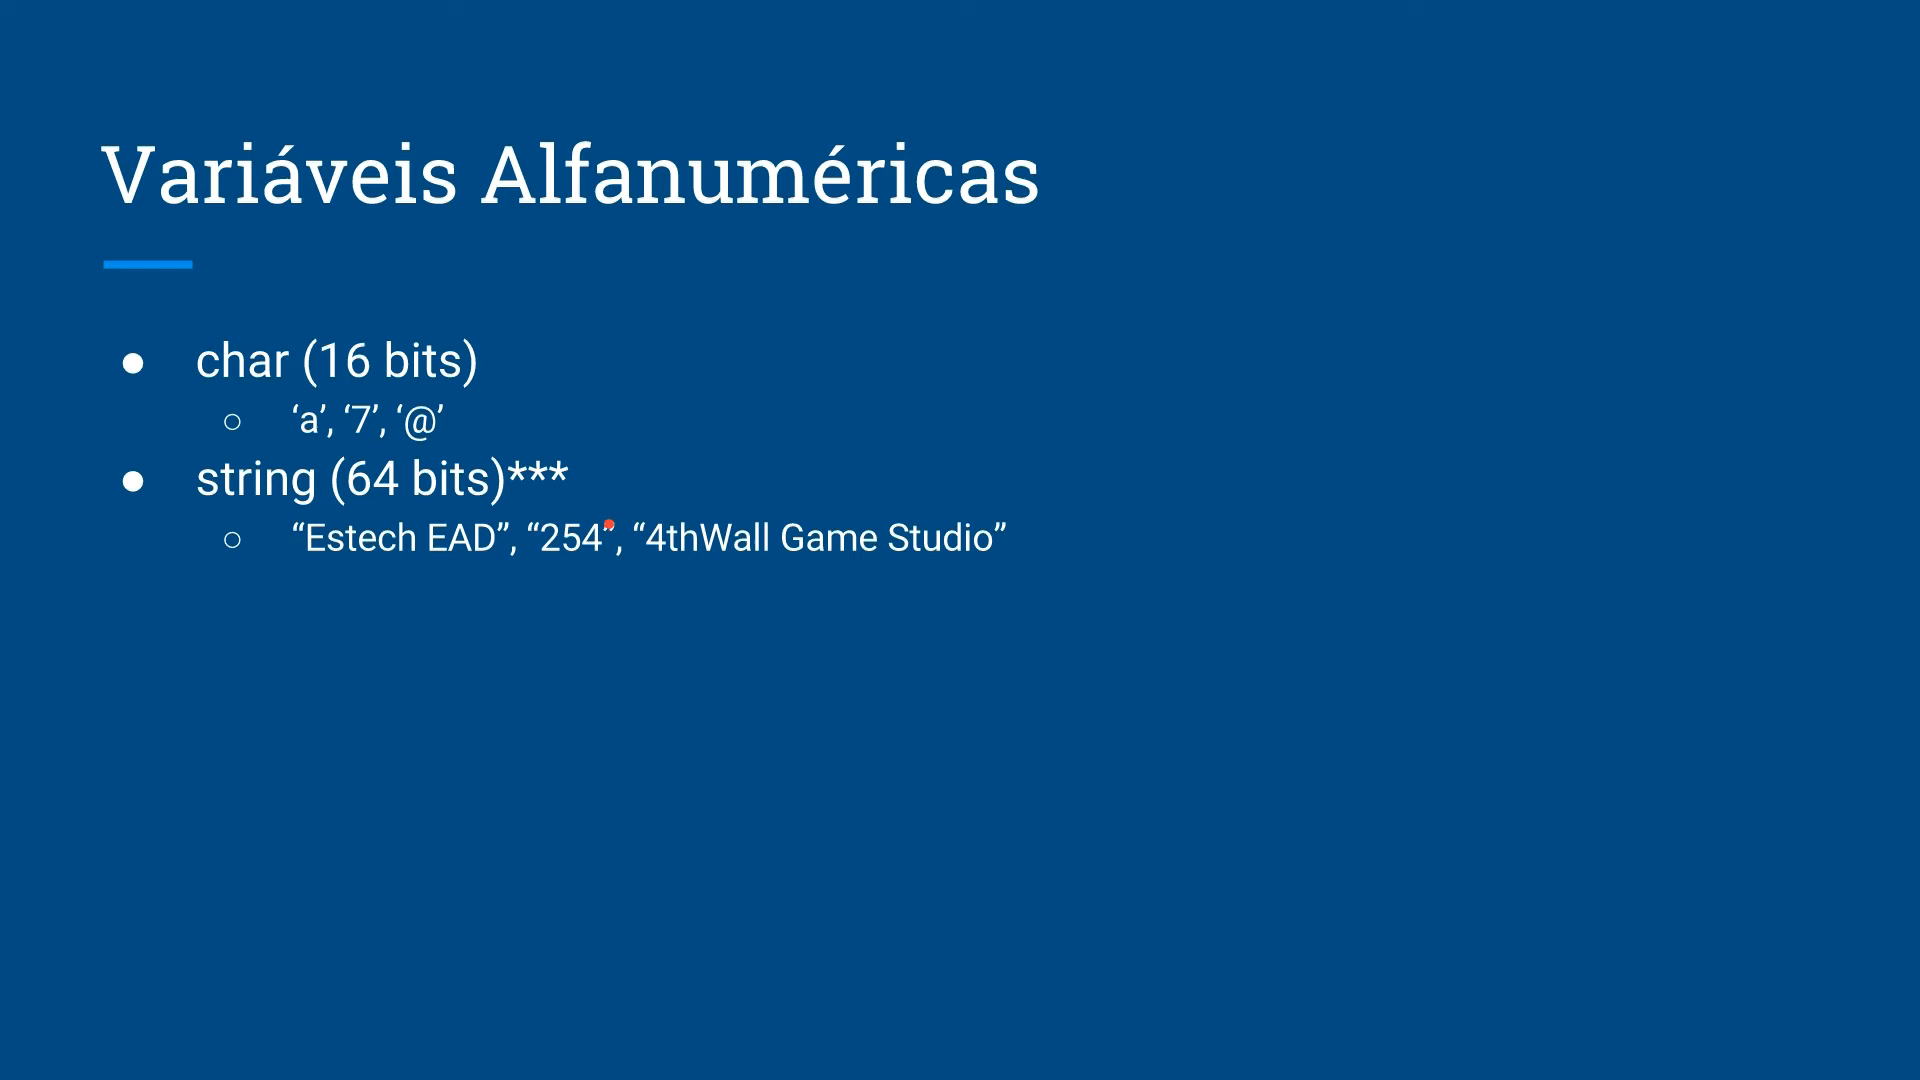 Variáveis Alfanuméricas
● char (16 bits)
○ ‘a’, ‘7’, ‘@’
● string (64 bits)***
○ “Estech EAD”, “254”, “4thWall Game Studio”